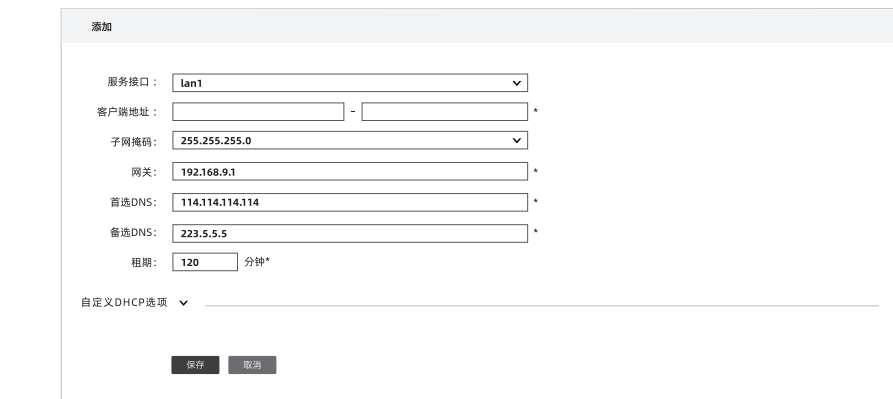 添加
服务接口： lan1
客户端地址： - *
子网掩码： 255.255.255.0
网关： 192.168.9.1 *
首选DNS： 114.114.114.114 *
备选DNS： 223.5.5.5 *
租期： 120 分钟*
自定义DHCP选项
保存 取消